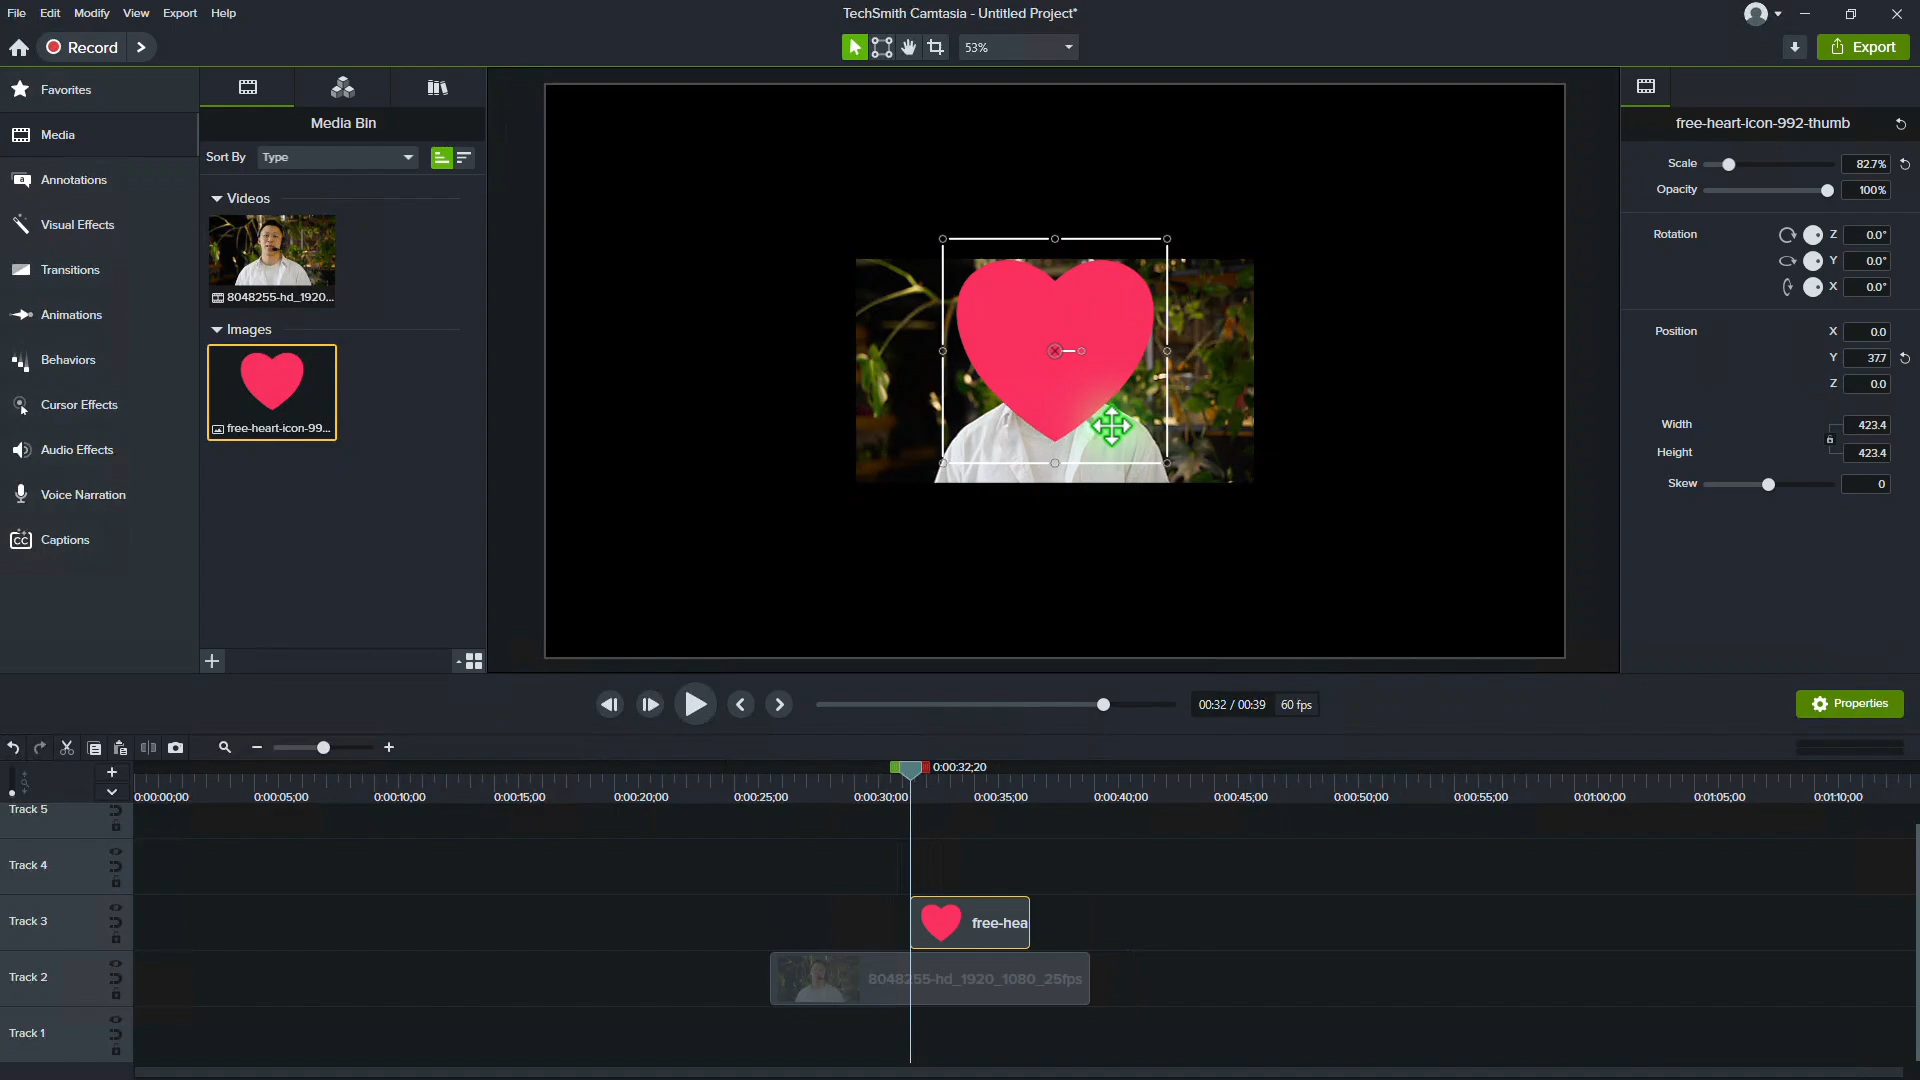 File Edit Modify View Export Help
TechSmith Camtasia - Untitled Project*
Record
53%
Export
Favorites
Media
Annotations
Visual Effects
Transitions
Animations
Behaviors
Cursor Effects
Audio Effects
Voice Narration
CC Captions
Media Bin
Sort By Type
Videos
8048255-hd_1920...
Images
free-heart-icon-99...
free-heart-icon-992-thumb
Scale 82.7%
Opacity 100%
Rotation Z 0.0°
Y 0.0°
X 0.0°
Position X 0.0
Y 37.7
Z 0.0
Width 423.4
Height 423.4
Skew 0
00:32 / 00:39 60 fps
Properties
0:00:32;20
0:00:00;00 0:00:05;00 0:00:10;00 0:00:15;00 0:00:20;00 0:00:25;00 0:00:30;00 0:00:35;00 0:00:40;00 0:00:45;00 0:00:50;00 0:00:55;00 0:01:00;00 0:01:05;00 0:01:10;00
Track 5
Track 4
Track 3
free-hea
Track 2
8048255-hd_1920_1080_25fps
Track 1